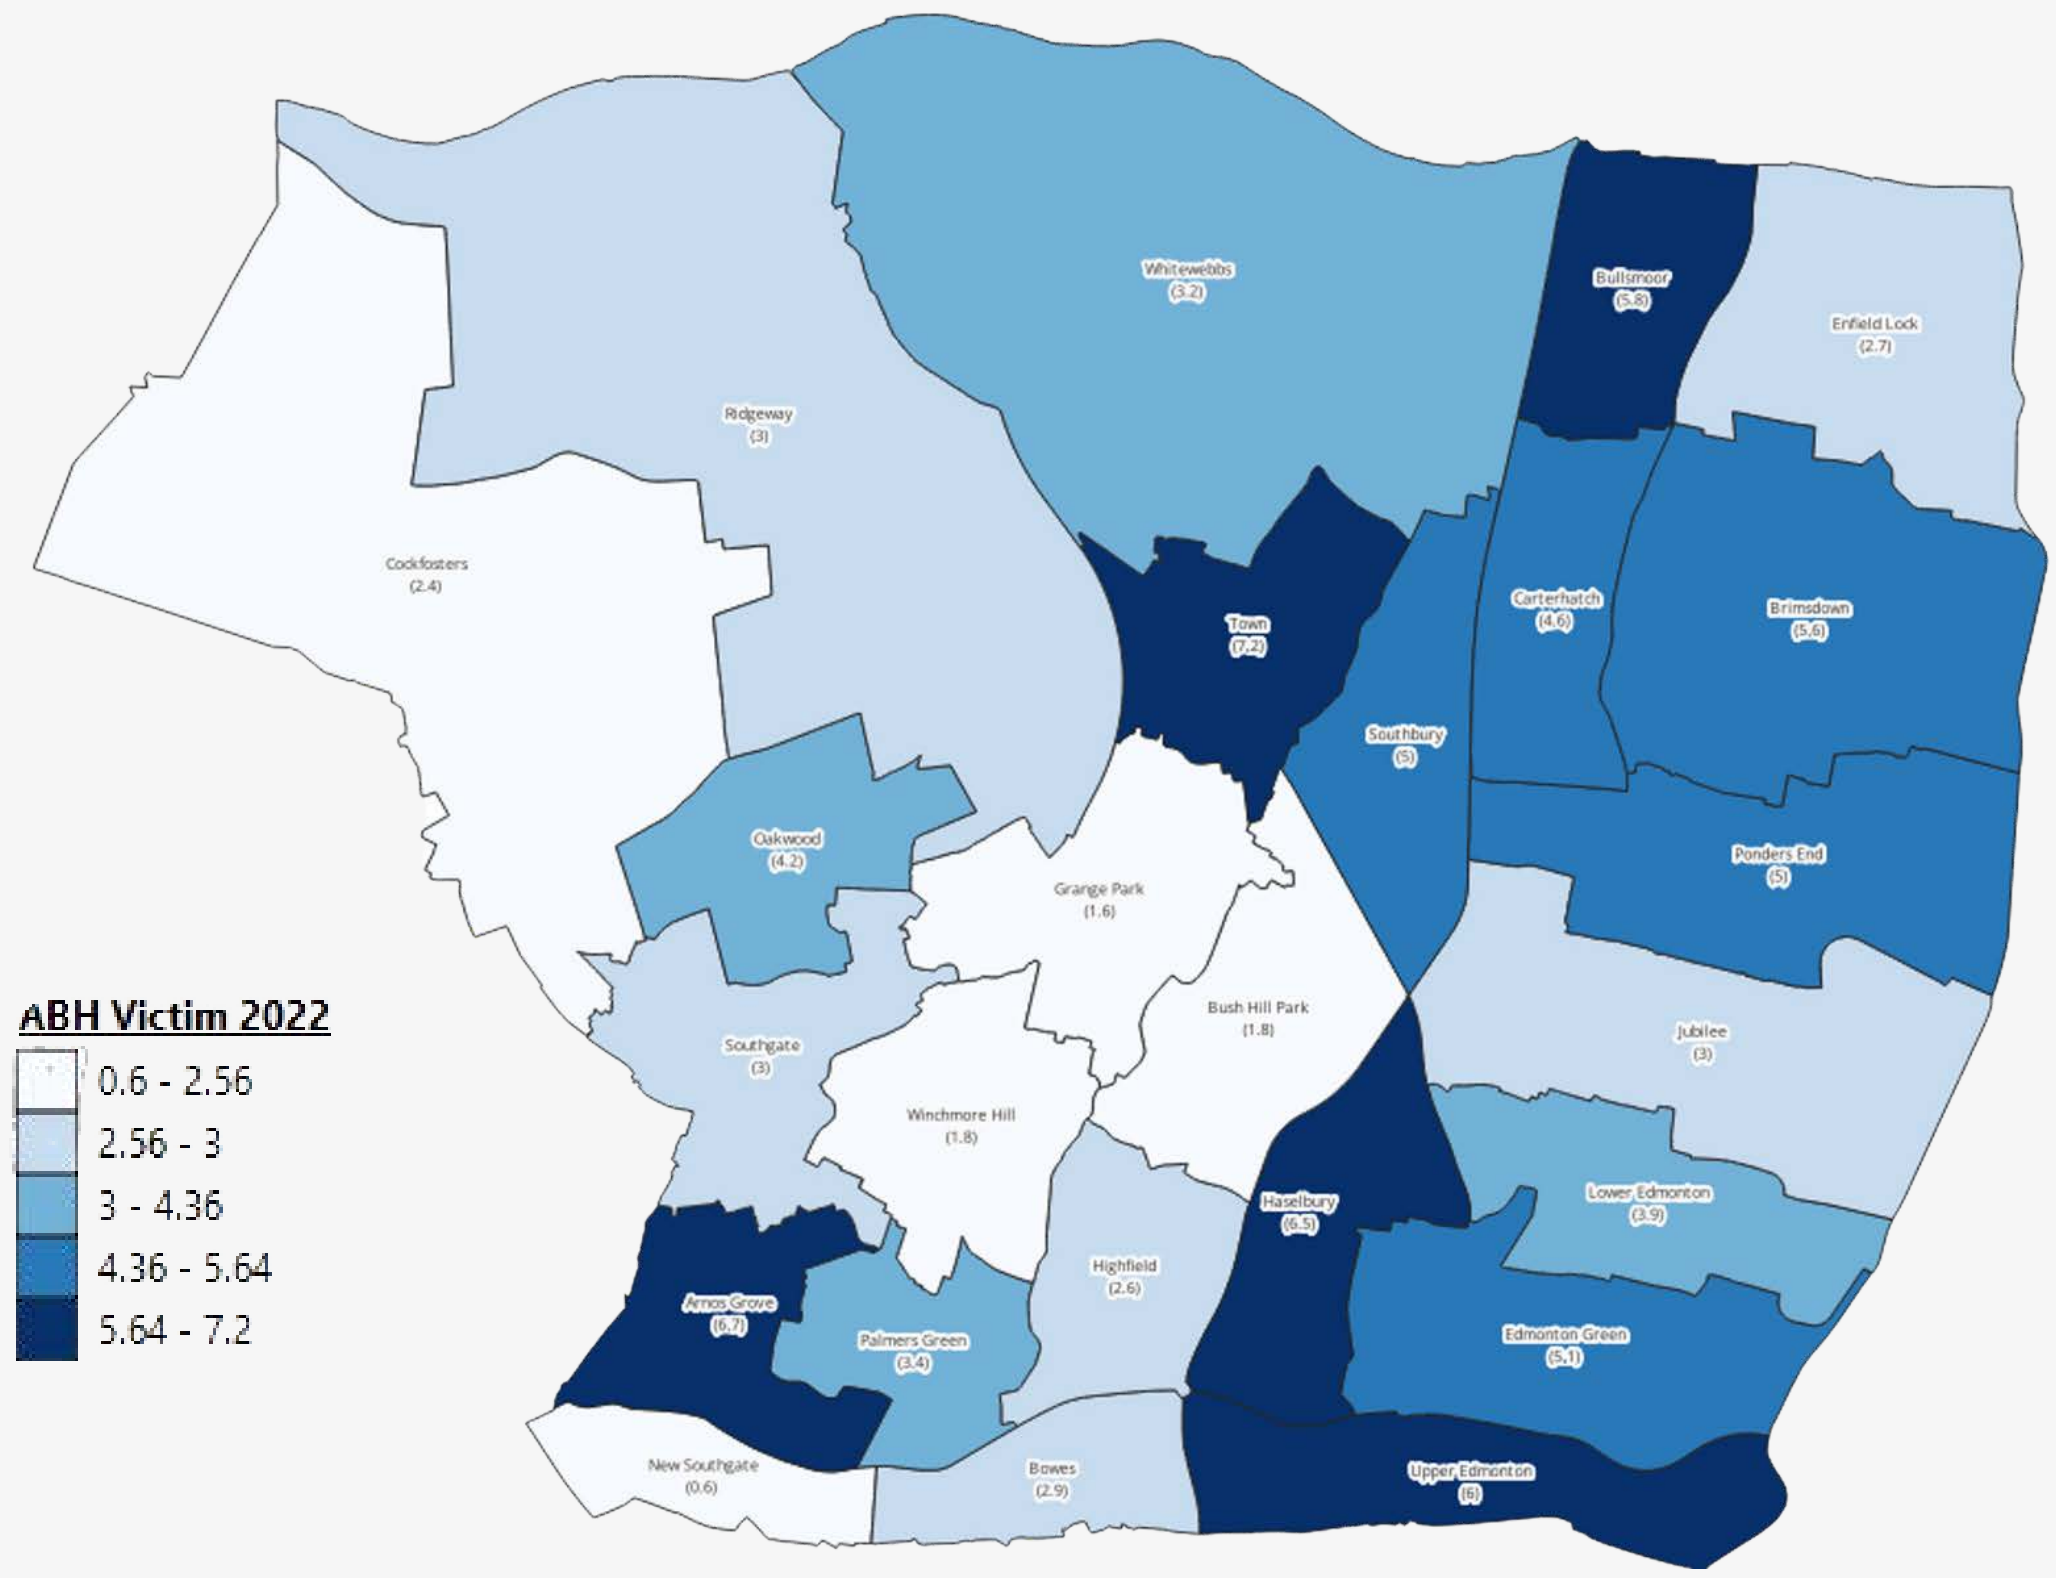 Whitewebbs
(3.2)
Bullsmoor
(5.8)
Enfield Lock
(2.7)
Ridgeway
(3)
Cockfosters
(2.4)
Town
(7.2)
Carterhatch
(4.6)
Brimsdown
(5.6)
Southbury
(5)
Oakwood
(4.2)
Ponders End
(5)
Grange Park
(1.6)
Bush Hill Park
(1.8)
Jubilee
(3)
Southgate
(3)
Winchmore Hill
(1.8)
Haselbury
(6.5)
Lower Edmonton
(3.9)
Highfield
(2.6)
Arnos Grove
(6.7)
Palmers Green
(3.4)
Edmonton Green
(5.1)
New Southgate
(0.6)
Bowes
(2.9)
Upper Edmonton
(6)
ABH Victim 2022
0.6 - 2.56
2.56 - 3
3 - 4.36
4.36 - 5.64
5.64 - 7.2